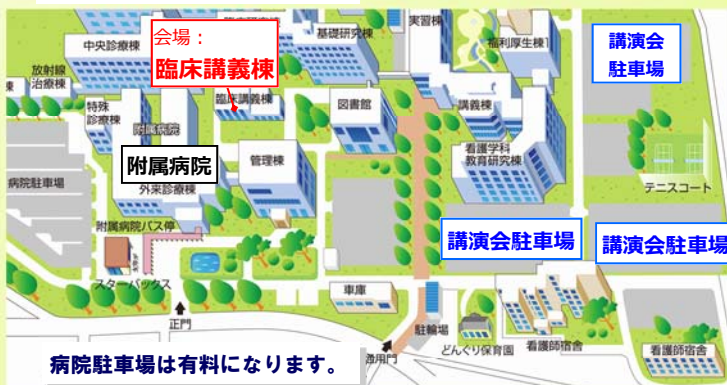 中央診療棟
会場：
臨床講義棟
基礎研究棟
実習棟
福利厚生棟
講演会
駐車場
放射線
治療棟
棟
特殊
診療棟
附属病院
臨床講義棟
図書館
講義棟
附属病院
管理棟
看護学科
教育研究棟
病院駐車場
外来診療棟
テニスコート
附属病院バス停
講演会駐車場
講演会駐車場
スターバックス
車庫
正門
駐輪場
通用門
どんぐり保育園
看護師宿舎
看護師宿舎
病院駐車場は有料になります。